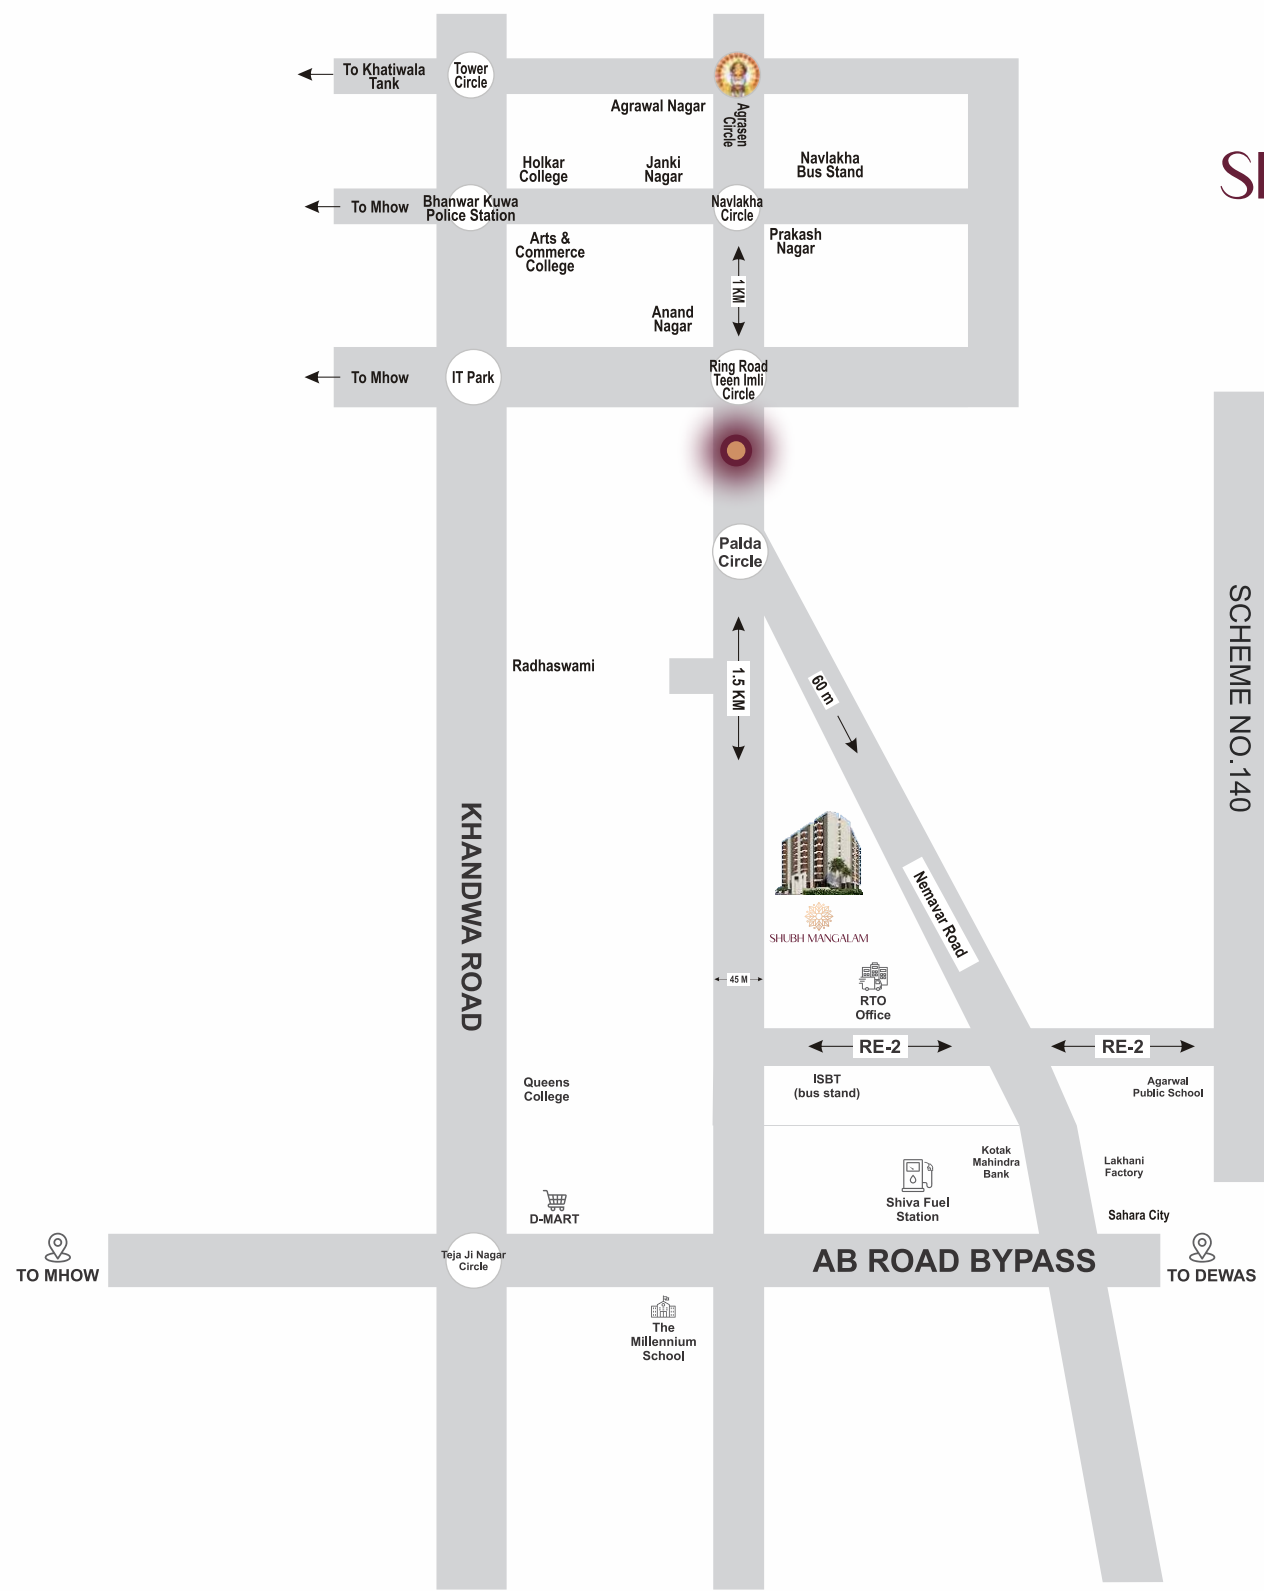 To Khatiwala
Tank
Tower
Circle
Agrawal Nagar
Agrasen
Circle
Holkar
College
Janki
Nagar
Navlakha
Bus Stand
To Mhow
Bhanwar Kuwa
Police Station
Navlakha
Circle
Arts &
Commerce
College
Prakash
Nagar
1 KM
Anand
Nagar
To Mhow
IT Park
Ring Road
Teen Imli
Circle
Palda
Circle
Radhaswami
1.5 KM
60 m
SCHEME NO.140
KHANDWA ROAD
Nemavar Road
SHUBH MANGALAM
45 M
RTO
Office
RE-2
RE-2
Queens
College
ISBT
(bus stand)
Agarwal
Public School
Kotak
Mahindra
Bank
Lakhani
Factory
Shiva Fuel
Station
Sahara City
D-MART
TO MHOW
Teja Ji Nagar
Circle
AB ROAD BYPASS
TO DEWAS
The
Millennium
School